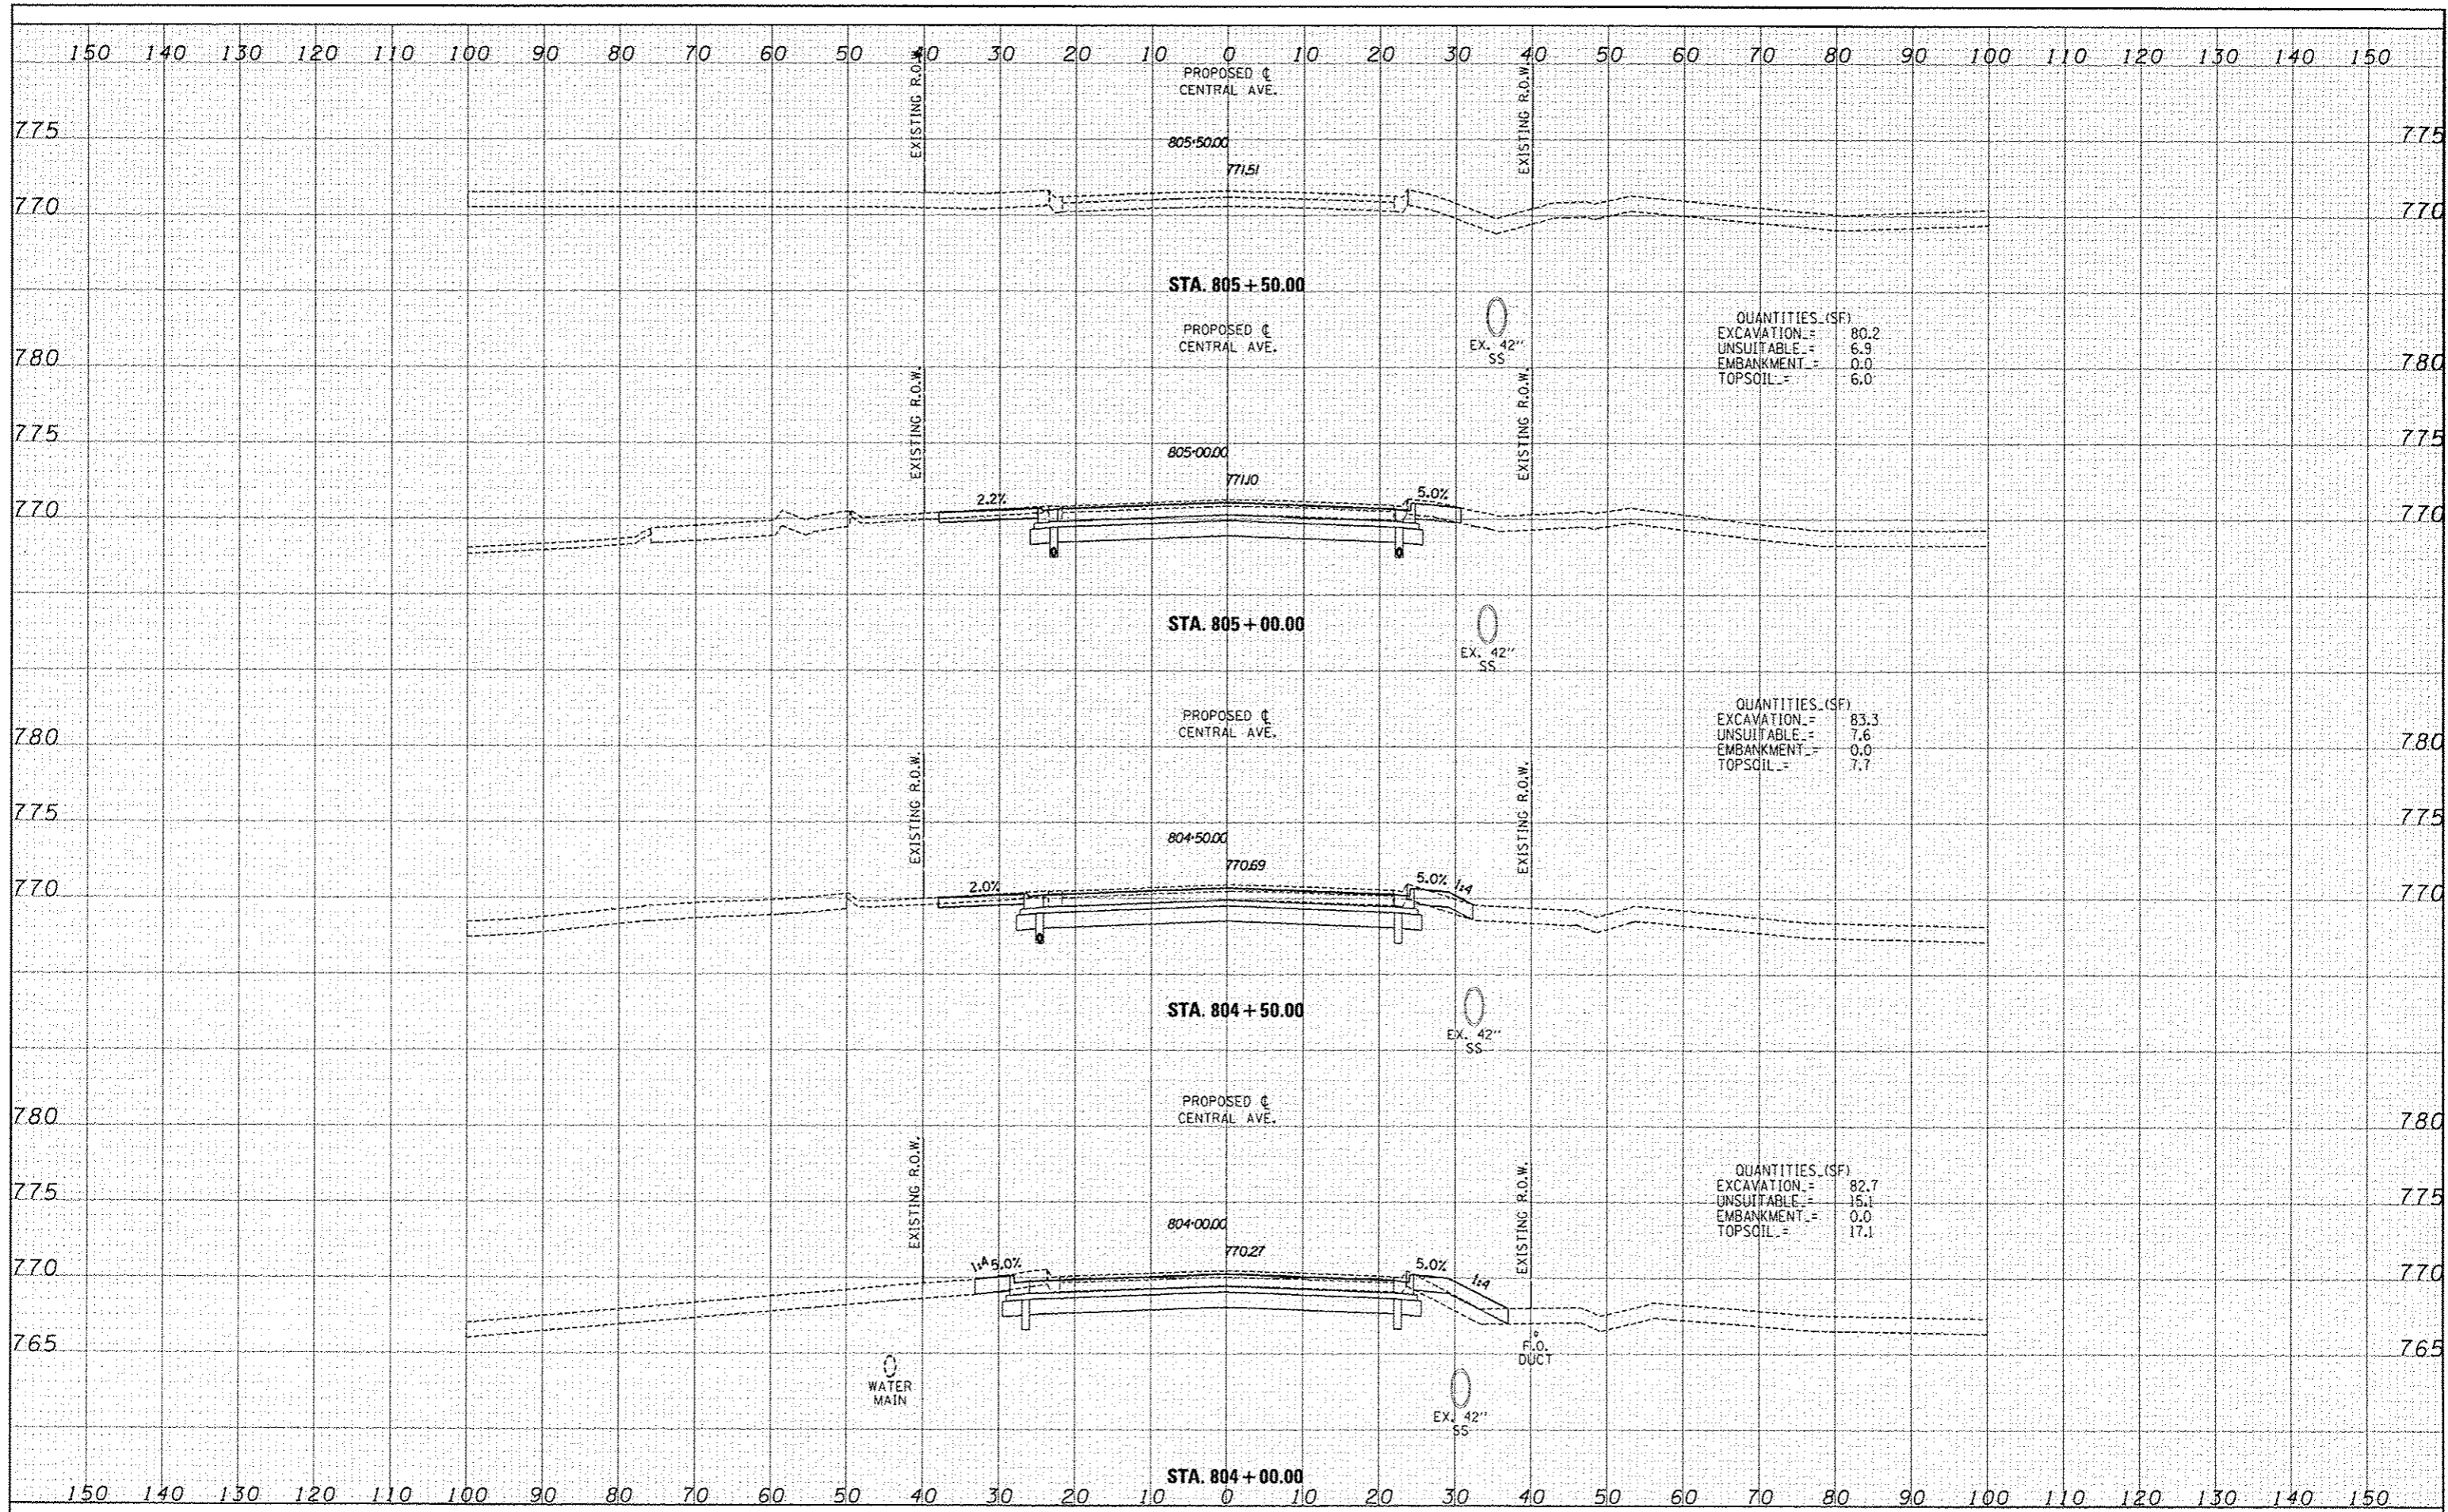 150 140 130 120 110 100 90 80 70 60 50 40 30 20 10 0 10 20 30 40 50 60 70 80 90 100 110 120 130 140 150
EXISTING R.O.W.
PROPOSED ℄
CENTRAL AVE.
EXISTING R.O.W.
775 775
805+50.00
771.51
770 770
STA. 805+50.00
EX. 42"
SS
QUANTITIES (SF)
EXCAVATION = 80.2
UNSUITABLE = 6.9
EMBANKMENT = 0.0
TOPSOIL = 6.0
PROPOSED ℄
CENTRAL AVE.
780 780
EXISTING R.O.W.
EXISTING R.O.W.
775 775
805+00.00
771.10
2.2% 5.0%
770 770
STA. 805+00.00
EX. 42"
SS
QUANTITIES (SF)
EXCAVATION = 83.3
UNSUITABLE = 7.6
EMBANKMENT = 0.0
TOPSOIL = 7.7
PROPOSED ℄
CENTRAL AVE.
780 780
EXISTING R.O.W.
EXISTING R.O.W.
775 775
804+50.00
770.69
2.0% 5.0% 1:4
770 770
STA. 804+50.00
EX. 42"
SS
PROPOSED ℄
CENTRAL AVE.
780 780
EXISTING R.O.W.
EXISTING R.O.W.
QUANTITIES (SF)
EXCAVATION = 82.7
UNSUITABLE = 15.1
EMBANKMENT = 0.0
TOPSOIL = 17.1
775 775
804+00.00
770.27
1:4 5.0% 5.0% 1:4
770 770
F.O.
DUCT
765 765
WATER
MAIN
EX. 42"
SS
STA. 804+00.00
150 140 130 120 110 100 90 80 70 60 50 40 30 20 10 0 10 20 30 40 50 60 70 80 90 100 110 120 130 140 150